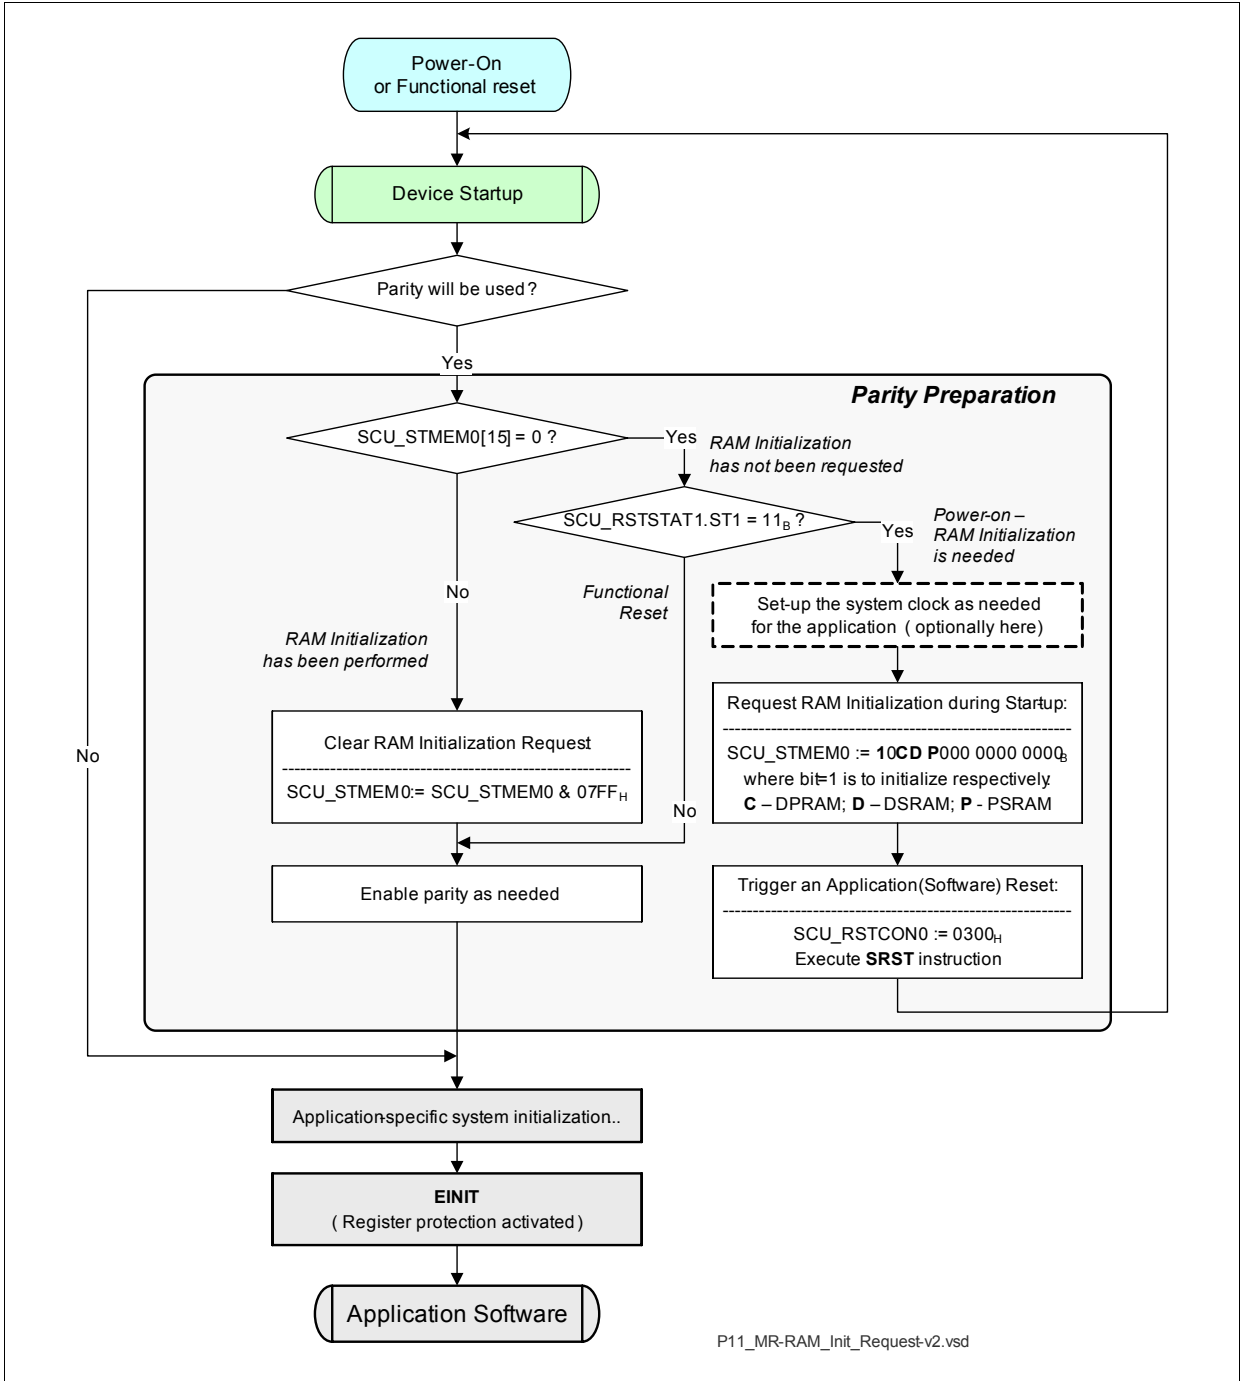 Power-On
or Functional reset
Device Startup
Parity will be used?
Yes
Parity Preparation
SCU_STMEM0[15] = 0 ?
Yes
RAM Initialization
has not been requested
SCU_RSTSTAT1.ST1 = 11B ?
Yes
Power-on –
RAM Initialization
is needed
No
Functional
Reset
Set-up the system clock as needed
for the application ( optionally here)
RAM Initialization
has been performed
Request RAM Initialization during Start-up:
SCU_STMEM0 := 10CD P000 0000 0000B
where bit=1 is to initialize respectively:
C – DPRAM; D – DSRAM; P - PSRAM
No
Clear RAM Initialization Request
SCU_STMEM0:= SCU_STMEM0 & 07FFH
No
Enable parity as needed
Trigger an Application(Software) Reset:
SCU_RSTCON0 := 0300H
Execute SRST instruction
Application-specific system initialization..
EINIT
( Register protection activated )
Application Software
P11_MR-RAM_Init_Request-v2.vsd